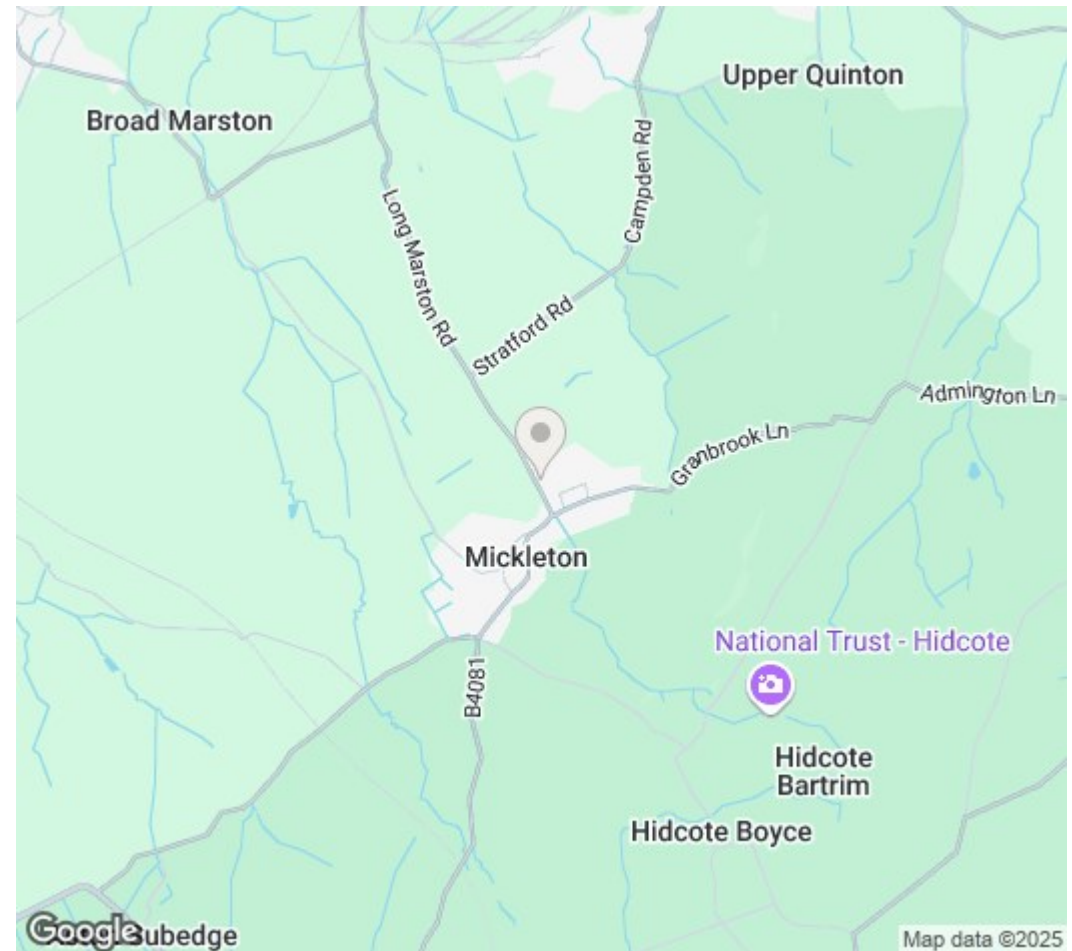 Upper Quinton
Broad Marston
Campden Rd
Long Marston Rd
Stratford Rd
Admington Ln
Granbrook Ln
Mickleton
National Trust - Hidcote
B4081
Hidcote
Bartrim
Hidcote Boyce
Google
Subedge
Map data ©2025